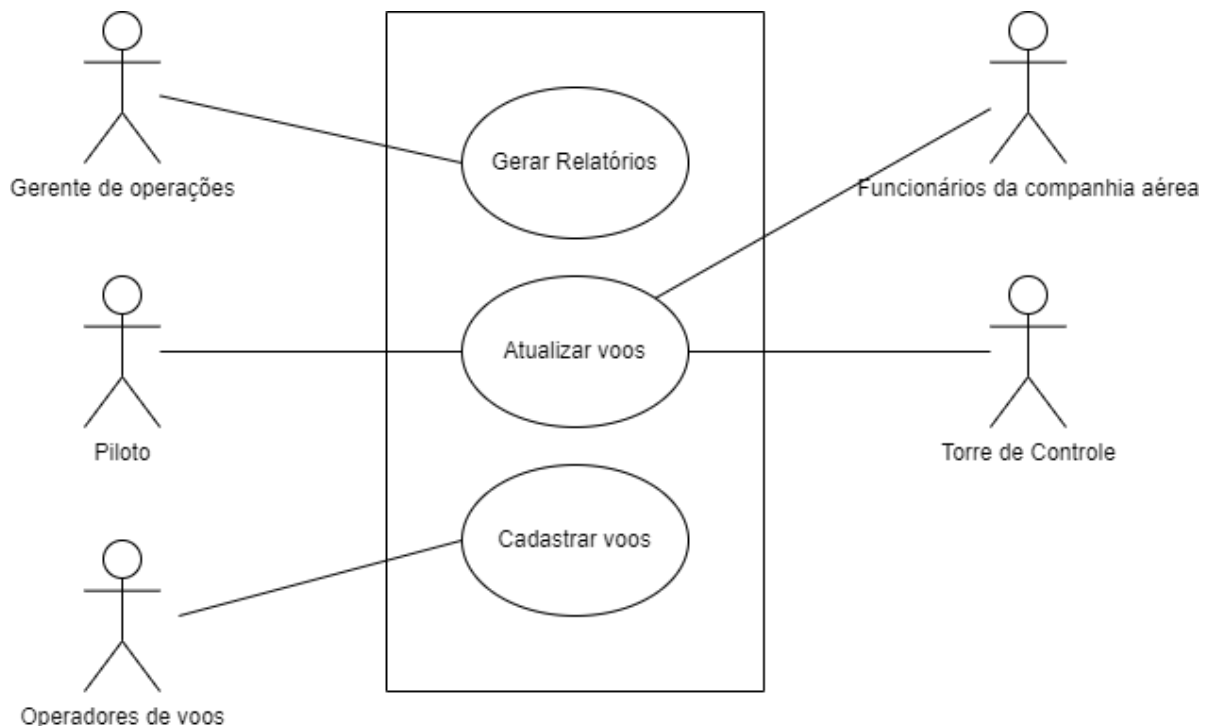 Gerar Relatórios
Gerente de operações
Funcionários da companhia aérea
Atualizar voos
Piloto
Torre de Controle
Cadastrar voos
Operadores de voos